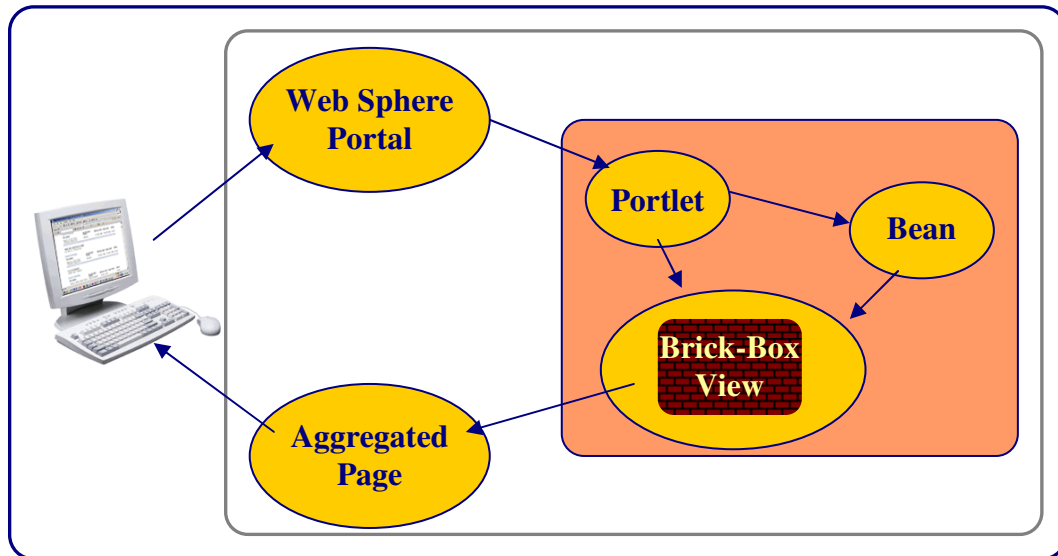 Web Sphere
Portal
Portlet
Bean
Brick-Box
View
Aggregated
Page